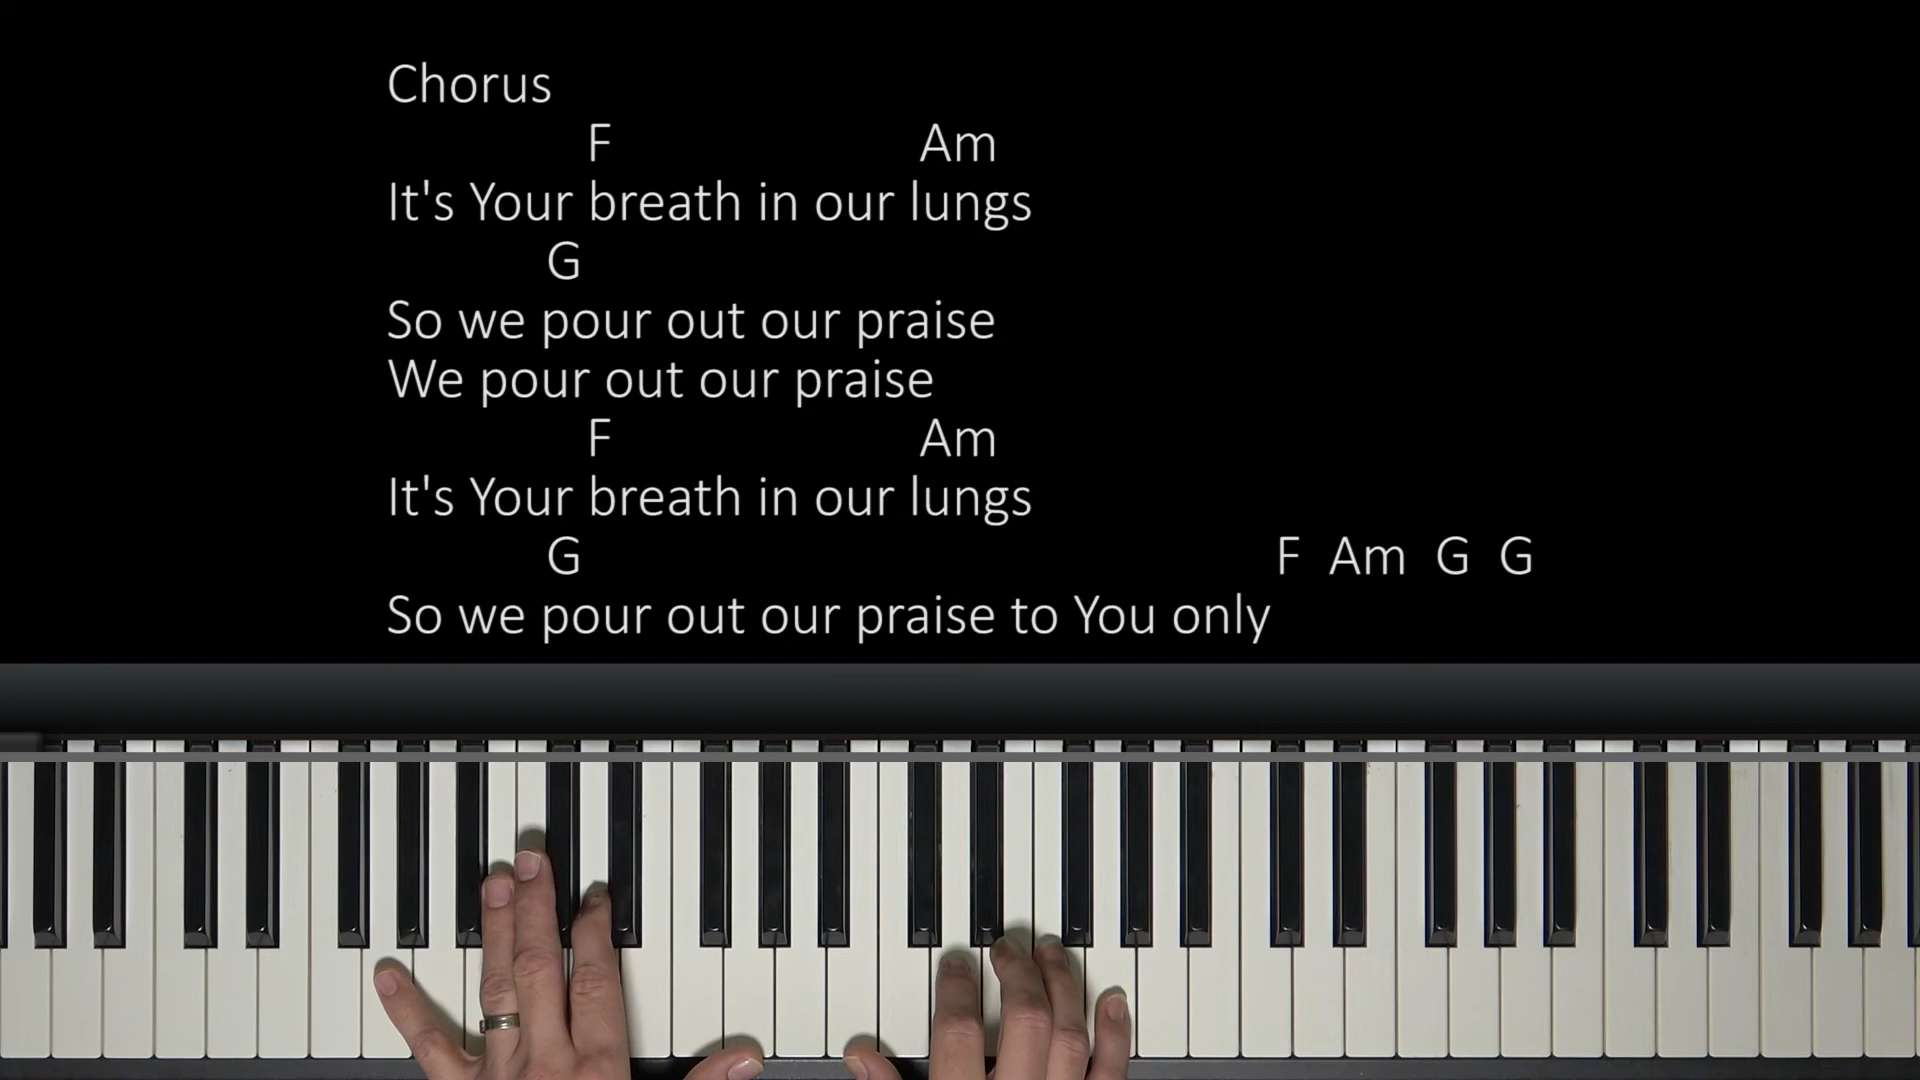 Chorus
F Am
It's Your breath in our lungs
G
So we pour out our praise
We pour out our praise
F Am
It's Your breath in our lungs
G F Am G G
So we pour out our praise to You only